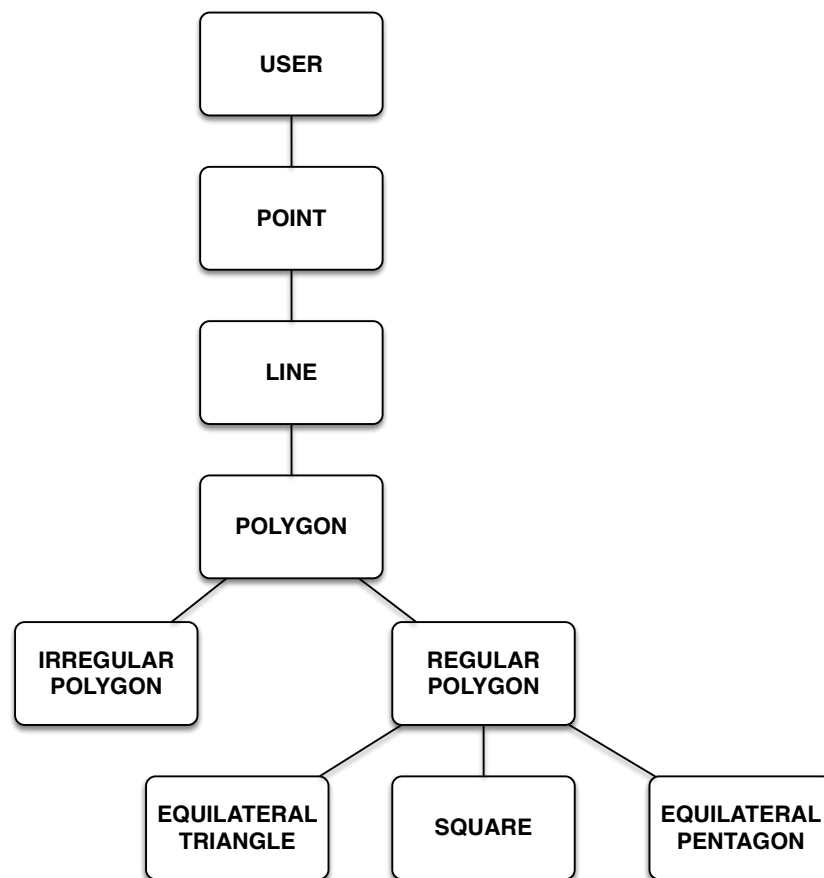 USER
POINT
LINE
POLYGON
IRREGULAR
POLYGON
REGULAR
POLYGON
EQUILATERAL
TRIANGLE
SQUARE
EQUILATERAL
PENTAGON